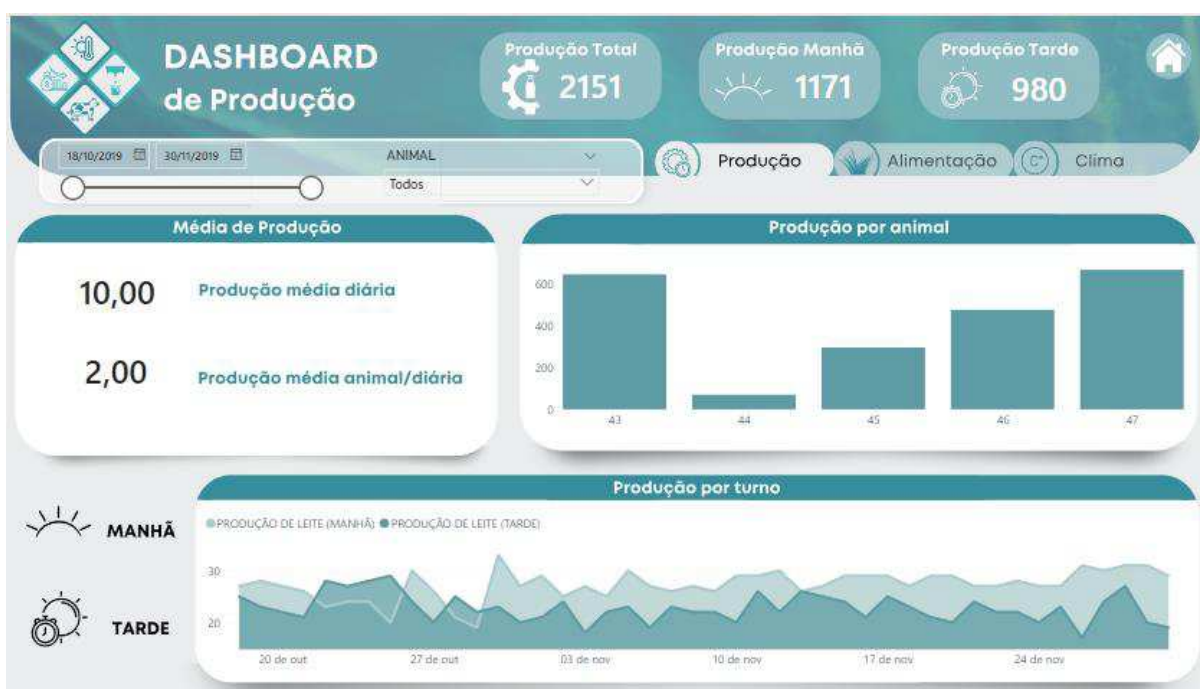 DASHBOARD
de Produção
Produção Total
2151
Produção Manhã
1171
Produção Tarde
980
18/10/2019
30/11/2019
ANIMAL
Todos
Produção
Alimentação
C°
Clima
Média de Produção
10,00 Produção média diária
2,00 Produção média animal/diária
Produção por animal
600
400
200
0
43 44 45 46 47
MANHÃ
TARDE
Produção por turno
PRODUÇÃO DE LEITE (MANHÃ) PRODUÇÃO DE LEITE (TARDE)
30
20
20 de out 27 de out 03 de nov 10 de nov 17 de nov 24 de nov